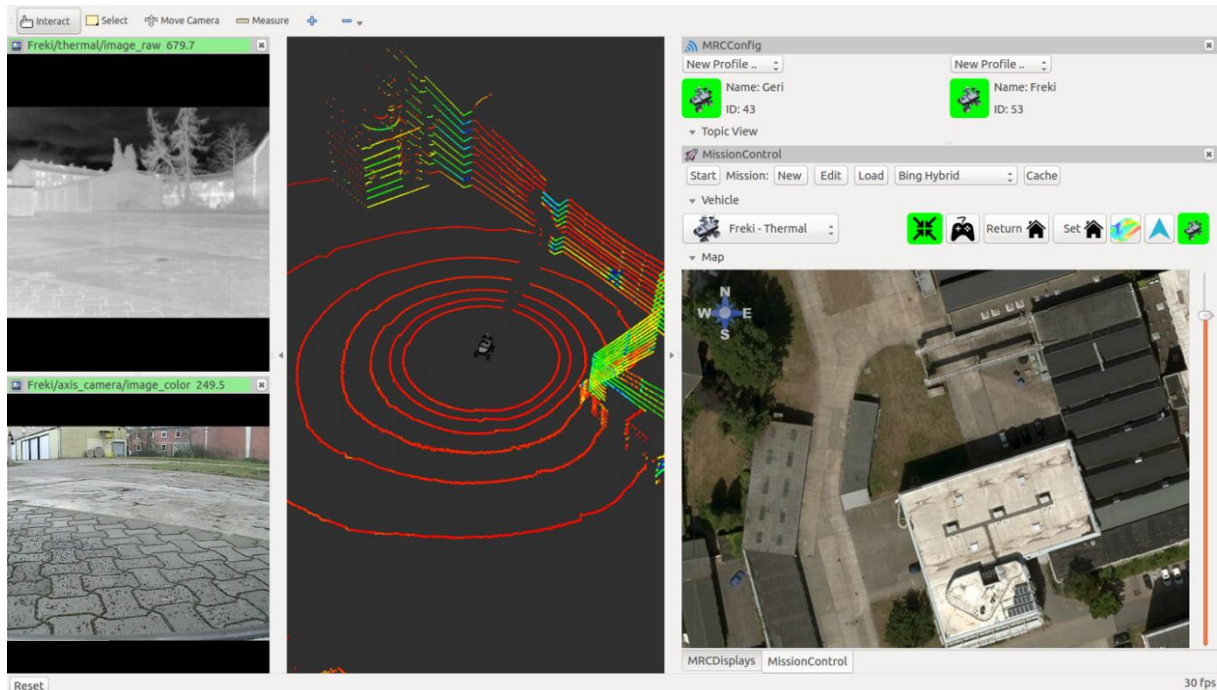 Interact Select Move Camera Measure
Freki/thermal/image_raw 679.7
Freki/axis_camera/image_color 249.5
MRCConfig
New Profile .. New Profile ..
Name: Geri Name: Freki
ID: 43 ID: 53
Topic View
MissionControl
Start Mission: New Edit Load Bing Hybrid Cache
Vehicle
Freki - Thermal Return Set
Map
N
W E
S
MRCDisplays MissionControl
Reset 30 fps